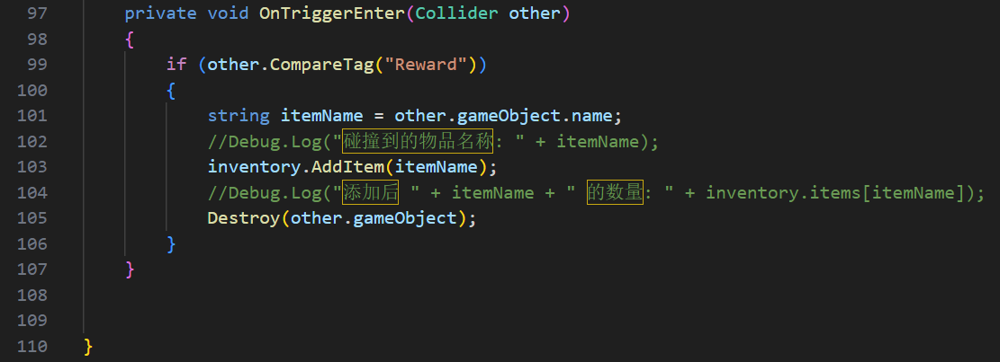 97 private void OnTriggerEnter(Collider other)
98 {
99 if (other.CompareTag("Reward"))
100 {
101 string itemName = other.gameObject.name;
102 //Debug.Log("碰撞到的物品名称: " + itemName);
103 inventory.AddItem(itemName);
104 //Debug.Log("添加后 " + itemName + " 的数量: " + inventory.items[itemName]);
105 Destroy(other.gameObject);
106 }
107 }
108
109
110 }